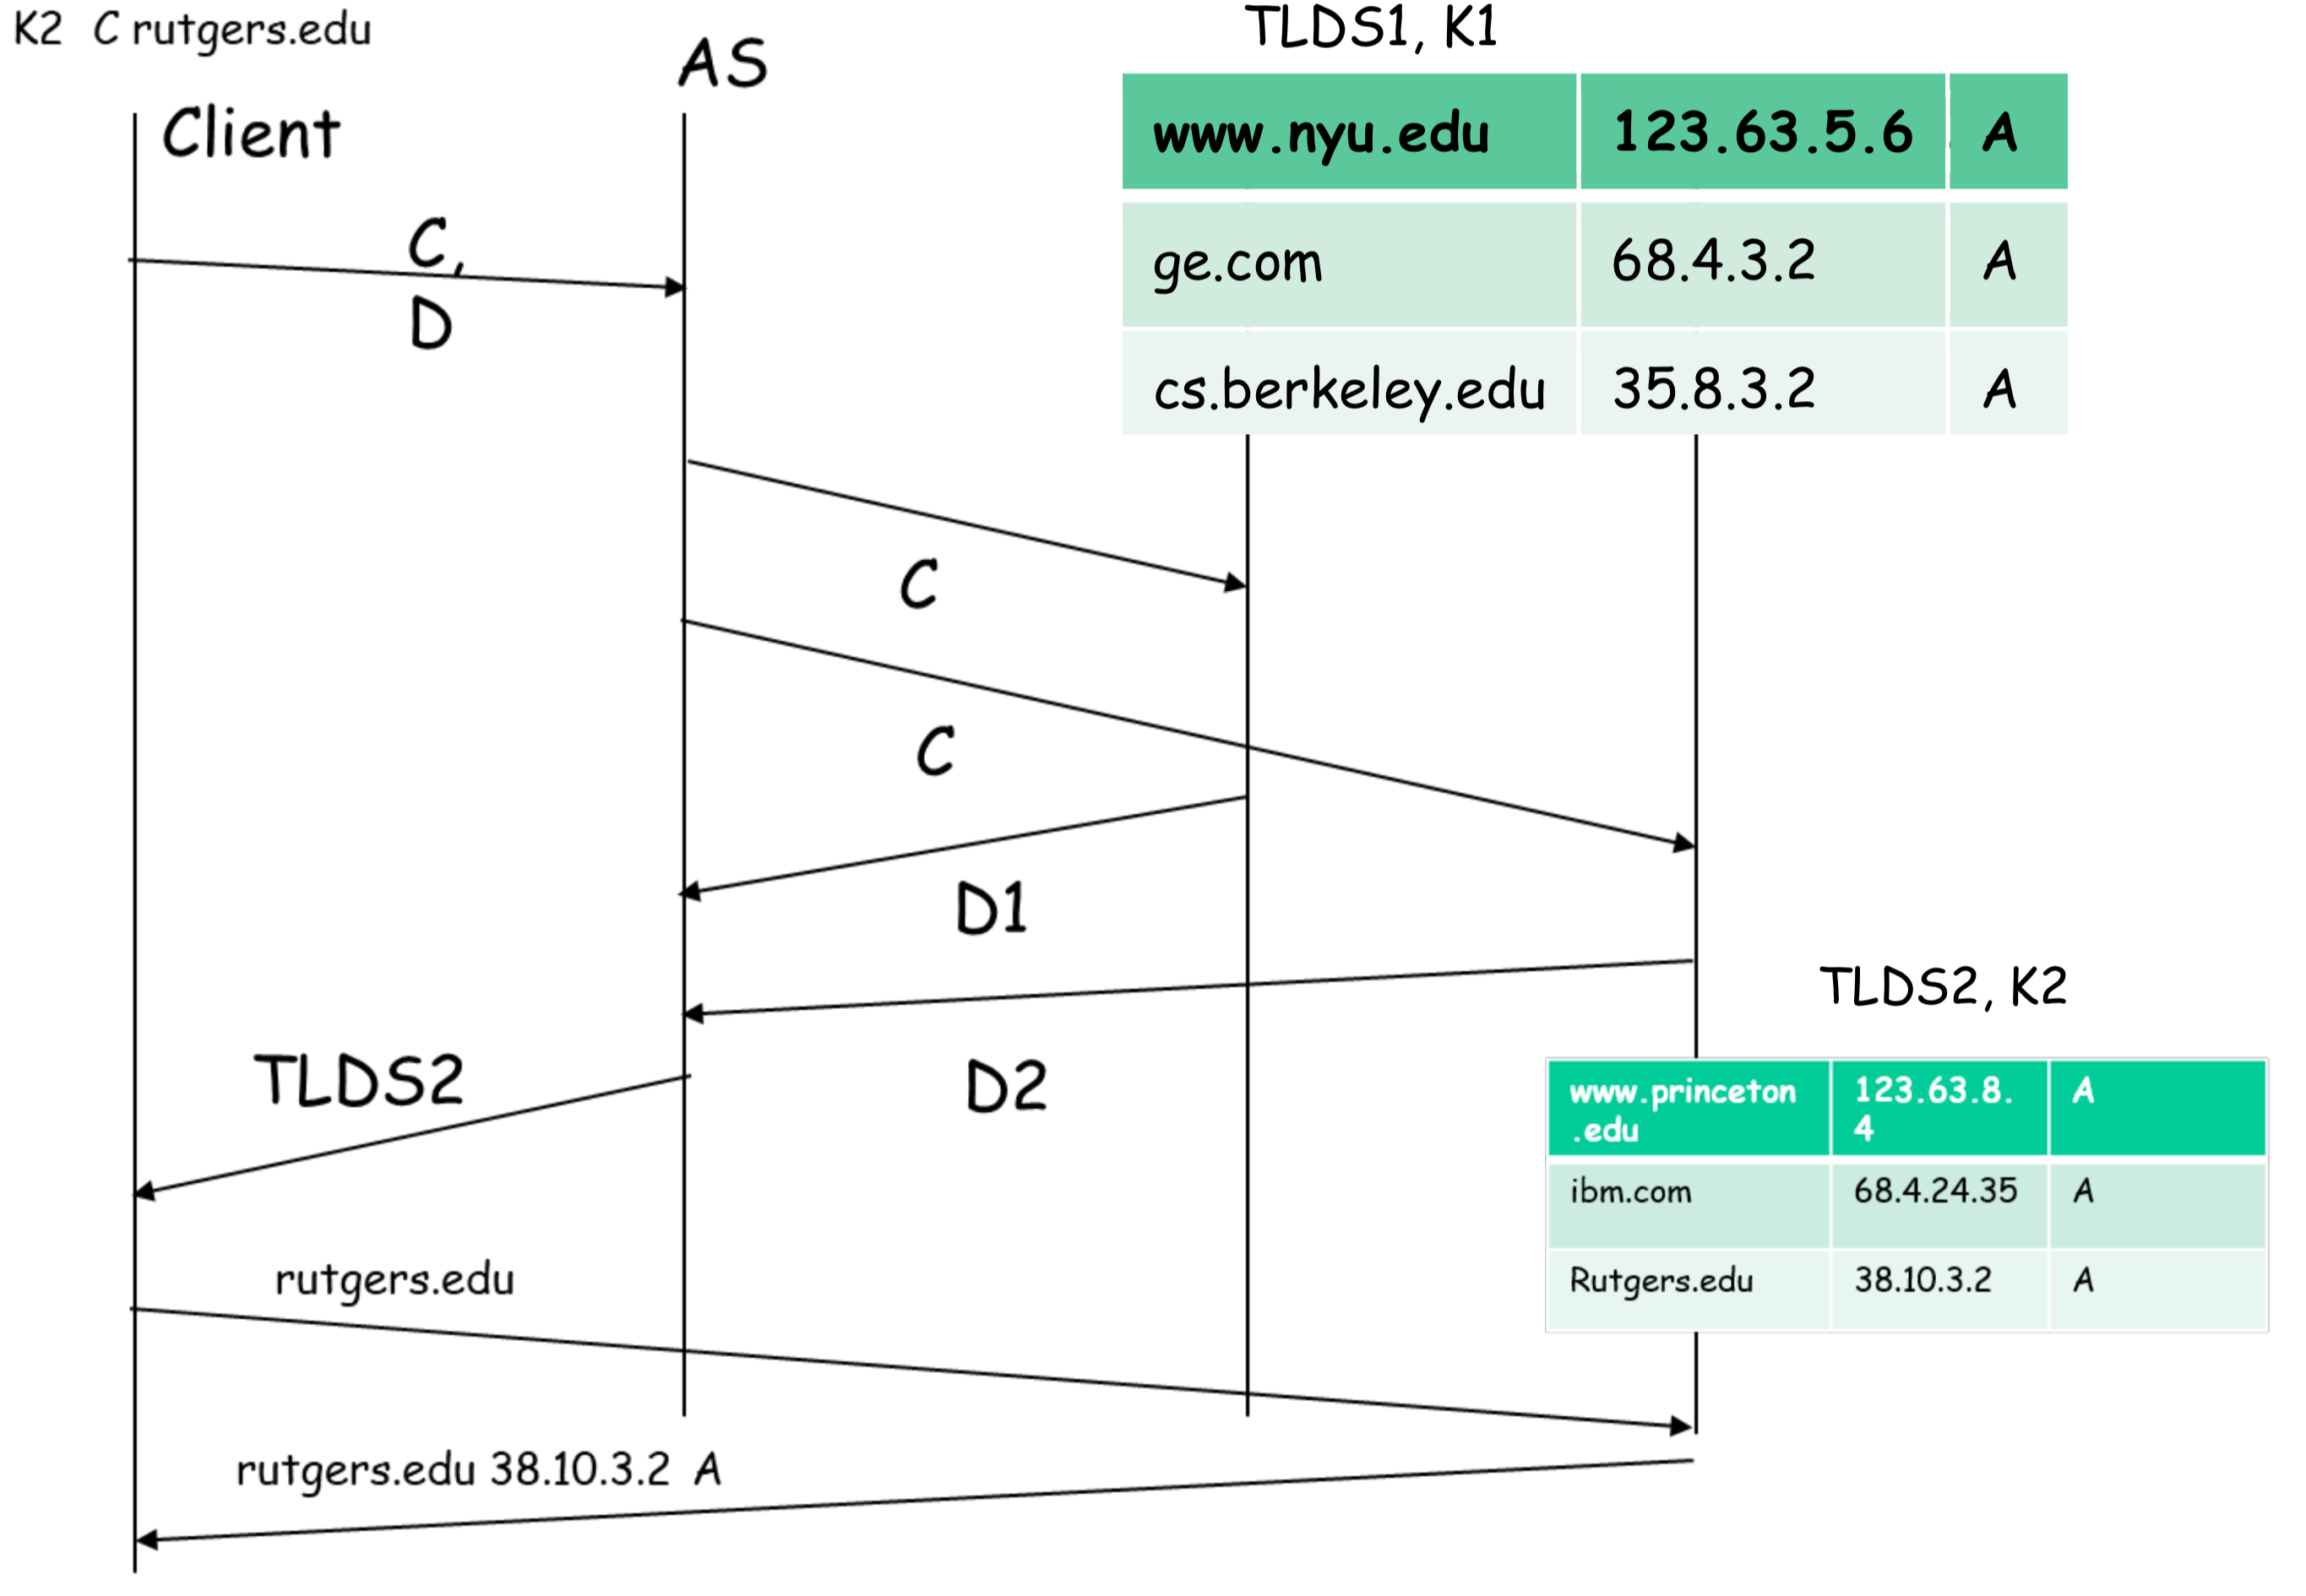 K2 C rutgers.edu
TLDS1, K1
AS
Client
www.nyu.edu 123.63.5.6 A
ge.com 68.4.3.2 A
cs.berkeley.edu 35.8.3.2 A
C,
D
C
C
D1
TLDS2, K2
D2
TLDS2
www.princeton
.edu
123.63.8.
4
A
ibm.com 68.4.24.35 A
Rutgers.edu 38.10.3.2 A
rutgers.edu
rutgers.edu 38.10.3.2 A